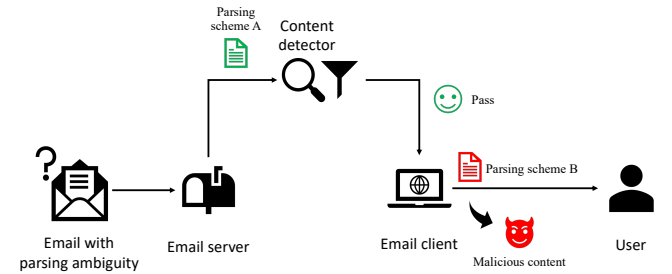 Parsing
scheme A
Content
detector
Pass
?
Parsing scheme B
Email with
parsing ambiguity
Email server
Email client
Malicious content
User